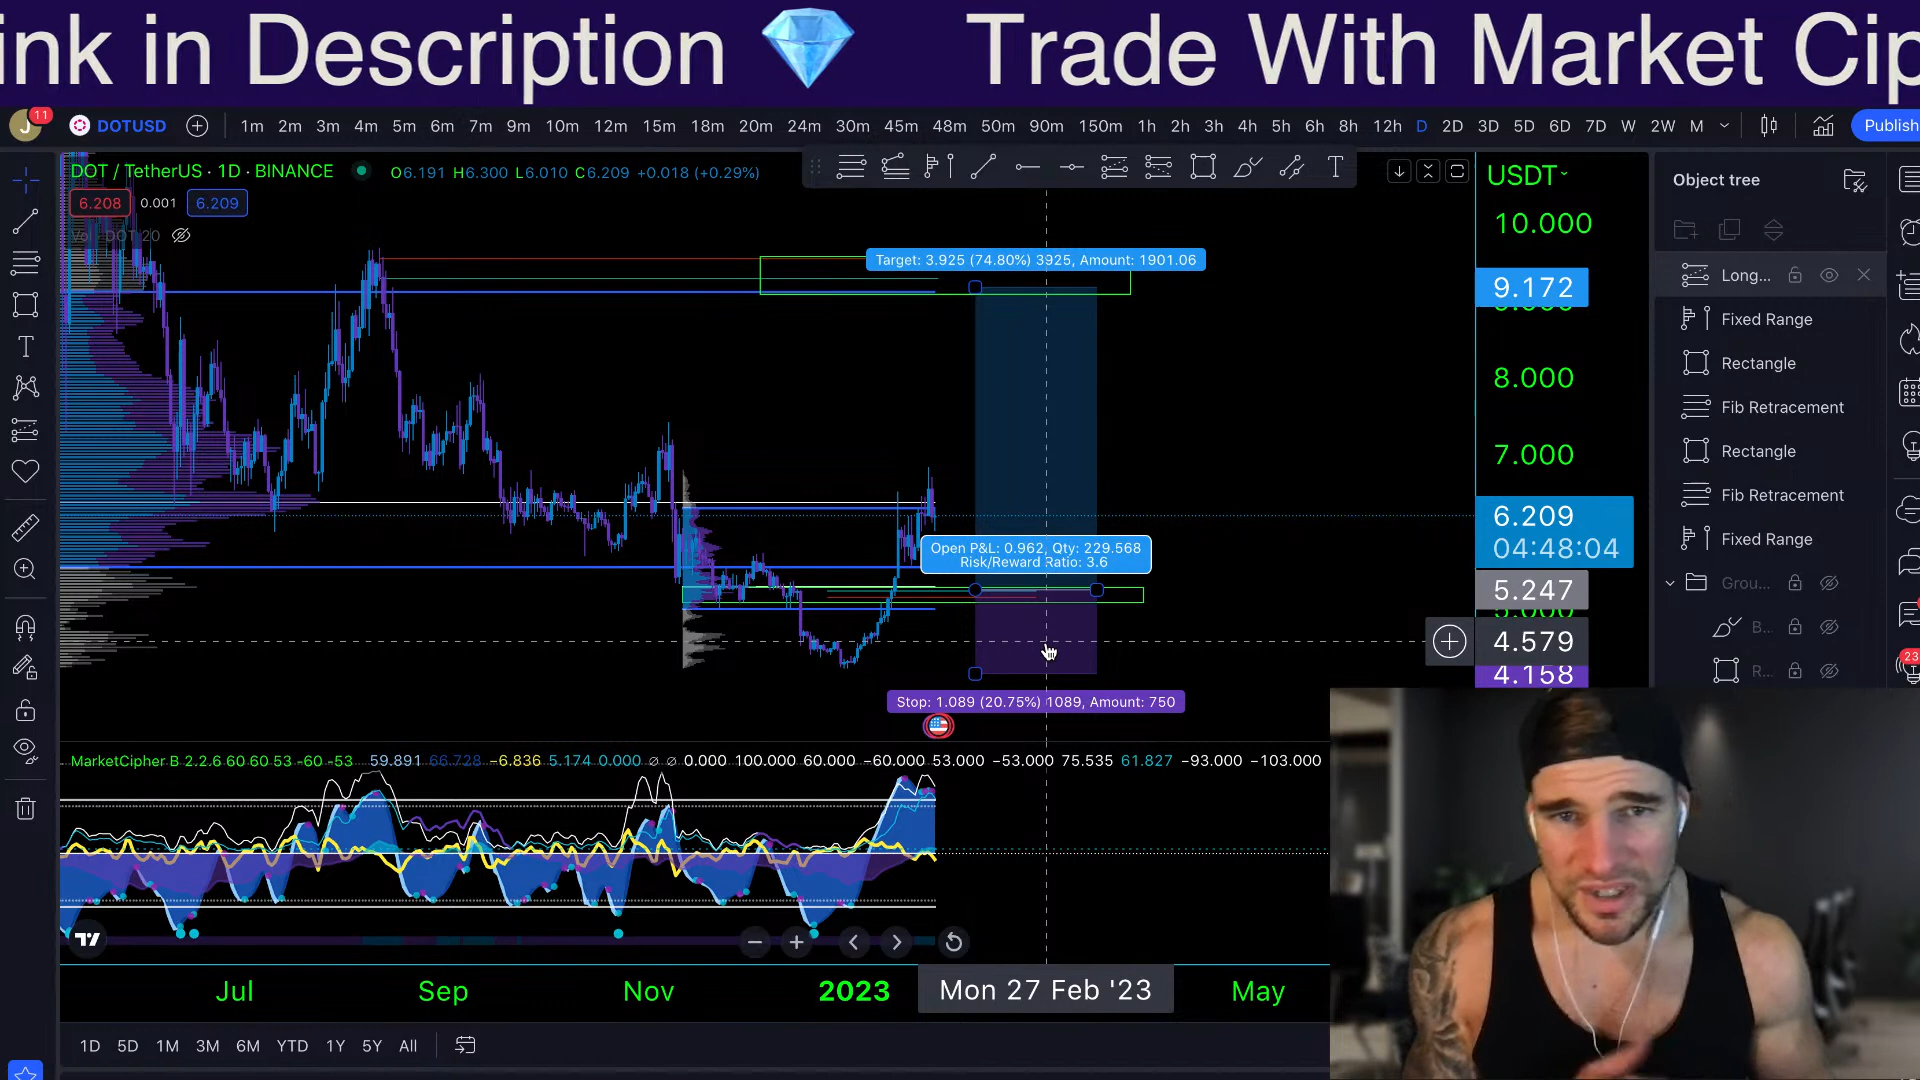 ink in Description 💎 Trade With Market Cip
J 11 DOTUSD 1m 2m 3m 4m 5m 6m 7m 9m 10m 12m 15m 18m 20m 24m 30m 45m 48m 50m 90m 150m 1h 2h 3h 4h 5h 6h 8h 12h D 2D 3D 5D 6D 7D W 2W M Publish
DOT / TetherUS · 1D · BINANCE O6.191 H6.300 L6.010 C6.209 +0.018 (+0.29%)
T
USDT
Object tree
6.208 0.001 6.209
10.000
Vol · DOT 20
Target: 3.925 (74.80%) 3925, Amount: 1901.06
9.172
Long...
Fixed Range
T
Rectangle
8.000
Fib Retracement
7.000
Rectangle
Fib Retracement
6.209
04:48:04
Fixed Range
Open P&L: 0.962, Qty: 229.568
Risk/Reward Ratio: 3.6
5.247
Grou...
5.000
B...
4.579
23
R...
4.158
Stop: 1.089 (20.75%) 1089, Amount: 750
MarketCipher B 2.2.6 60 60 53 -60 -53 59.891 66.728 −6.836 5.174 0.000 ∅ ∅ 0.000 100.000 60.000 −60.000 53.000 −53.000 75.535 61.827 −93.000 −103.000
Jul Sep Nov 2023 Mon 27 Feb '23 May
1D 5D 1M 3M 6M YTD 1Y 5Y All